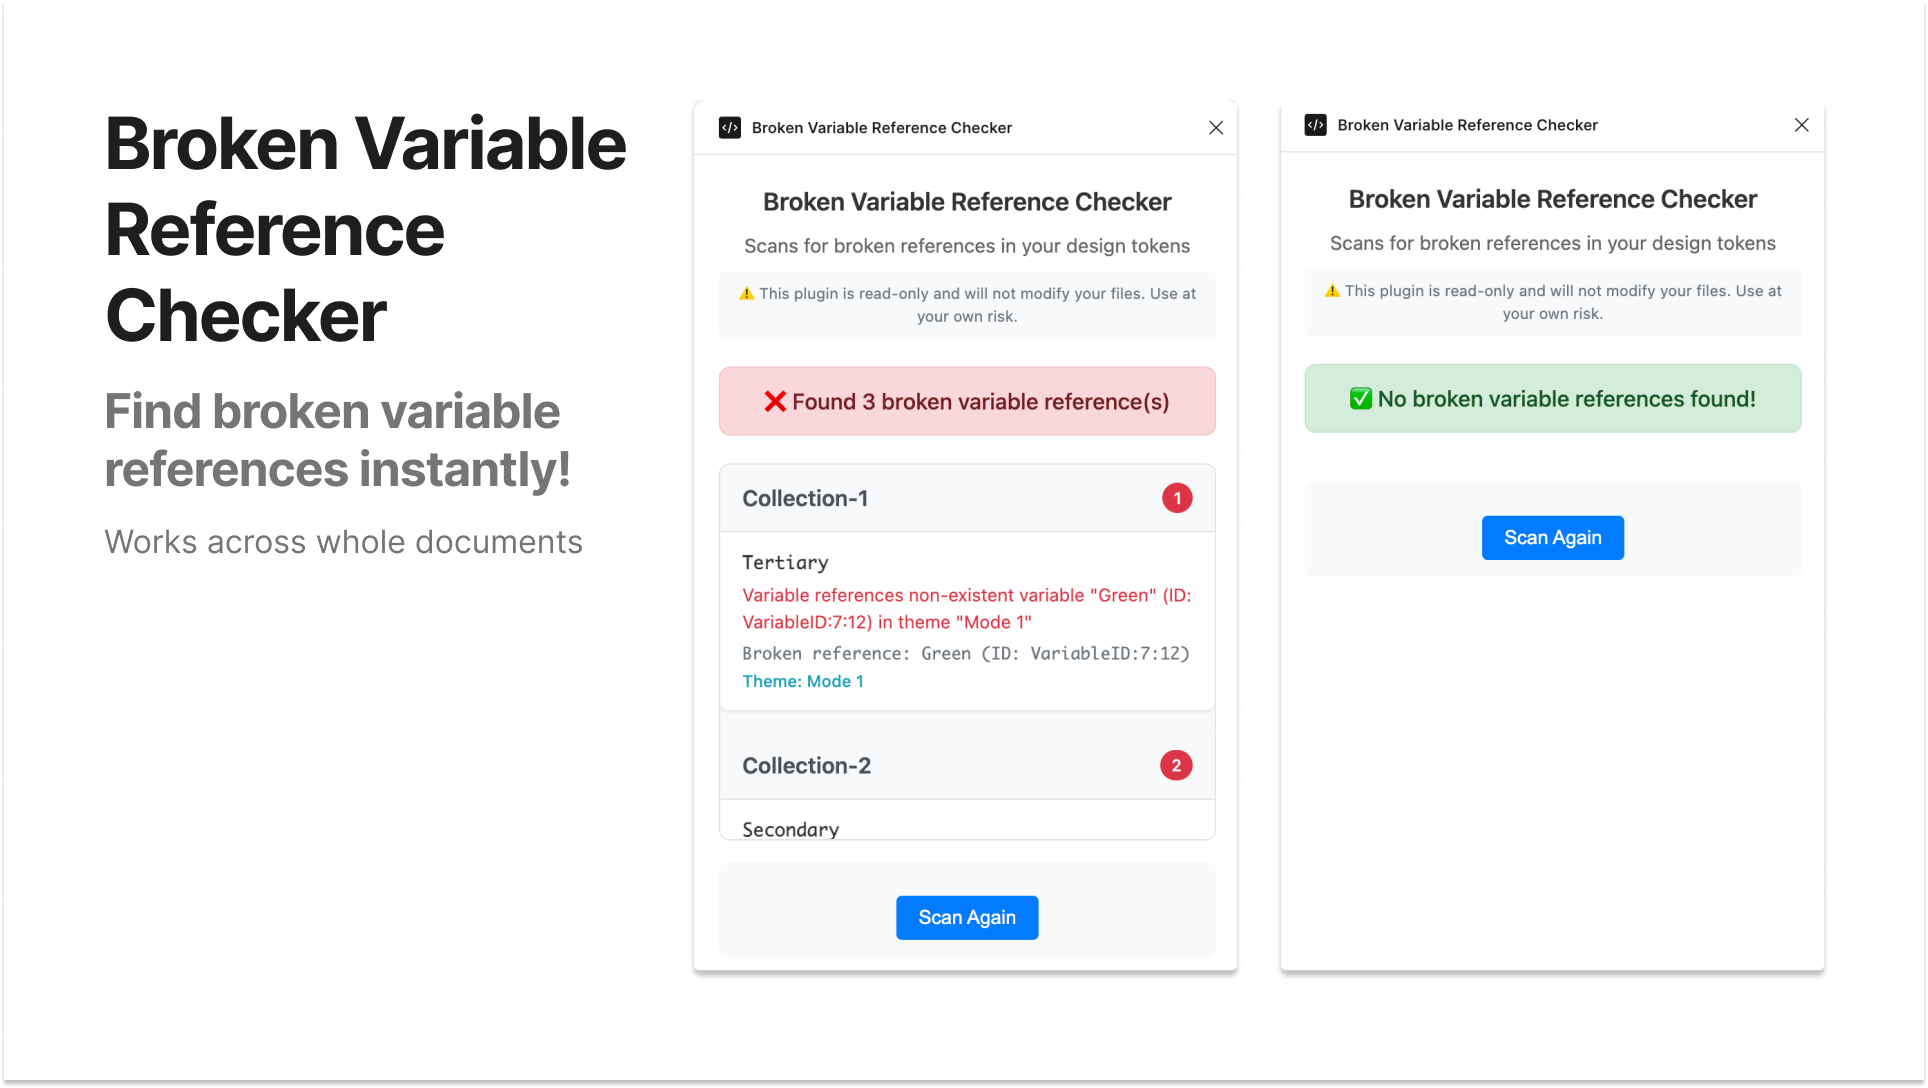 Broken Variable
Reference
Checker
Find broken variable
references instantly!
Works across whole documents
Broken Variable Reference Checker
Broken Variable Reference Checker
Scans for broken references in your design tokens
⚠️ This plugin is read-only and will not modify your files. Use at
your own risk.
❌ Found 3 broken variable reference(s)
Collection-1
1
Tertiary
Variable references non-existent variable "Green" (ID:
VariableID:7:12) in theme "Mode 1"
Broken reference: Green (ID: VariableID:7:12)
Theme: Mode 1
Collection-2
2
Secondary
Scan Again
Broken Variable Reference Checker
Broken Variable Reference Checker
Scans for broken references in your design tokens
⚠️ This plugin is read-only and will not modify your files. Use at
your own risk.
✅ No broken variable references found!
Scan Again